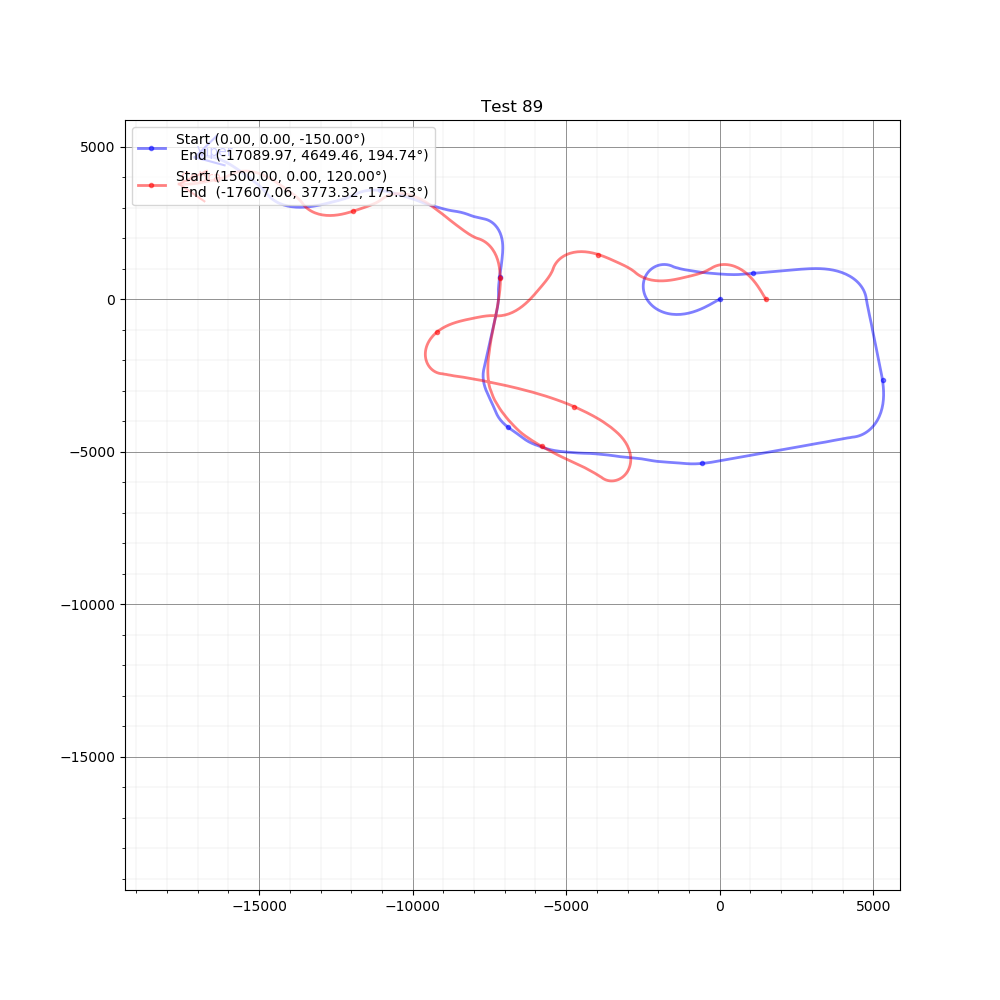 Test 89
Start (0.00, 0.00, -150.00°)
End  (-17089.97, 4649.46, 194.74°)
Start (1500.00, 0.00, 120.00°)
End  (-17607.06, 3773.32, 175.53°)
5000
0
−5000
−10000
−15000
−15000
−10000
−5000
0
5000